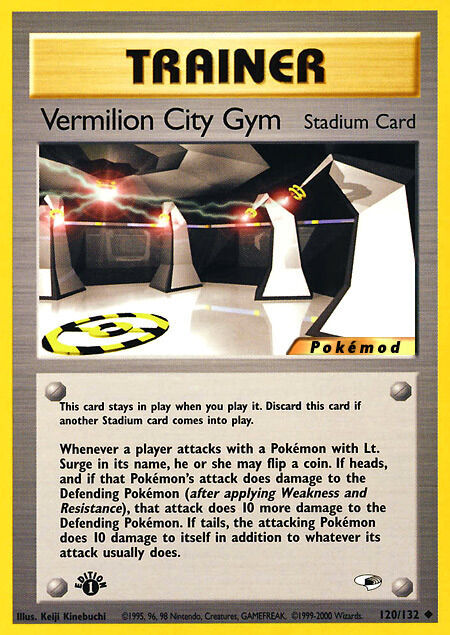 TRAINER
Vermilion City Gym Stadium Card
Pokémod
This card stays in play when you play it. Discard this card if
another Stadium card comes into play.
Whenever a player attacks with a Pokémon with Lt.
Surge in its name, he or she may flip a coin. If heads,
and if that Pokémon's attack does damage to the
Defending Pokémon (after applying Weakness and
Resistance), that attack does 10 more damage to the
Defending Pokémon. If tails, the attacking Pokémon
does 10 damage to itself in addition to whatever its
attack usually does.
EDITION
1
Illus. Keiji Kinebuchi ©1995, 96, 98 Nintendo, Creatures, GAMEFREAK. ©1999-2000 Wizards. 120/132